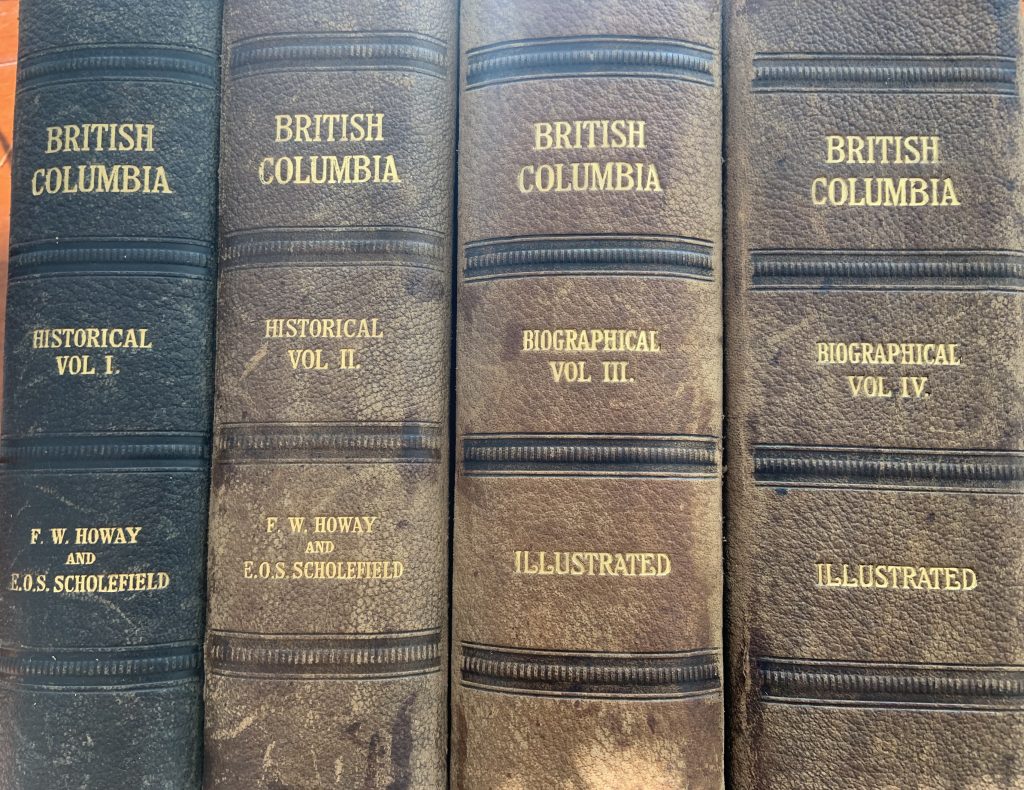 BRITISH
COLUMBIA
HISTORICAL
VOL I.
F. W. HOWAY
AND
E.O.S. SCHOLEFIELD
BRITISH
COLUMBIA
HISTORICAL
VOL II.
F. W. HOWAY
AND
E.O.S. SCHOLEFIELD
BRITISH
COLUMBIA
BIOGRAPHICAL
VOL III.
ILLUSTRATED
BRITISH
COLUMBIA
BIOGRAPHICAL
VOL IV.
ILLUSTRATED